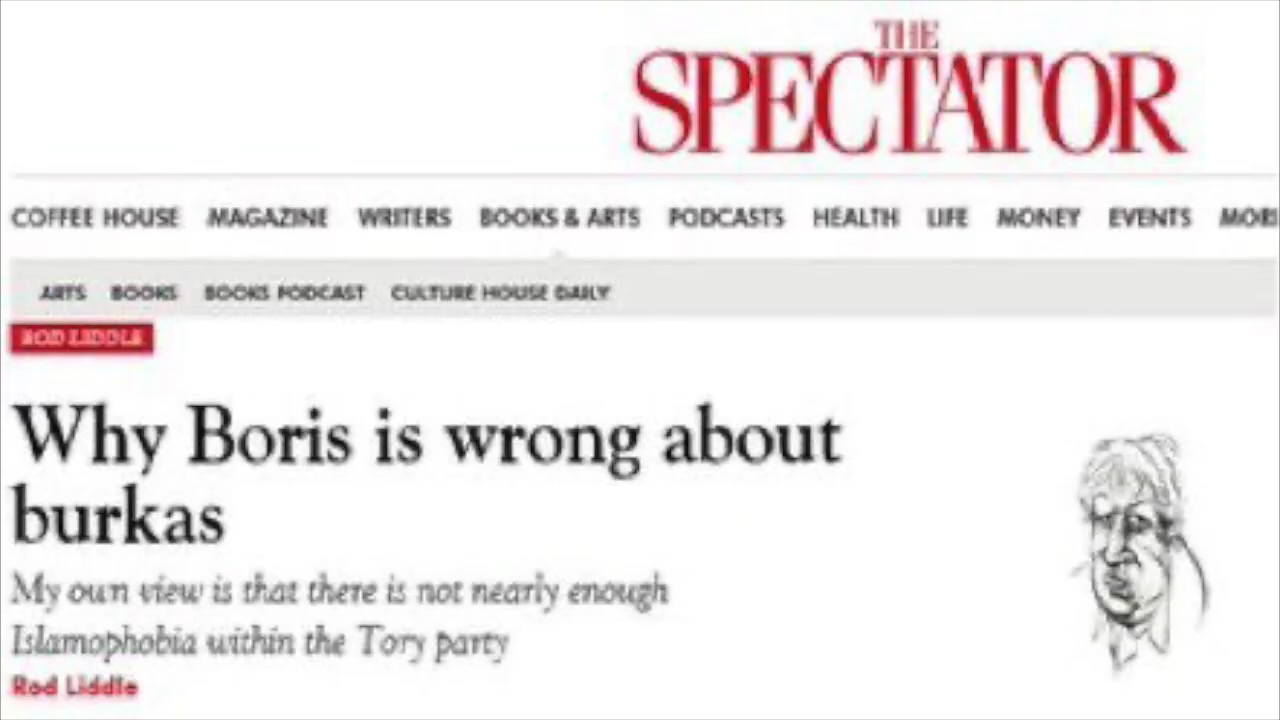 THE
SPECTATOR
COFFEE HOUSE MAGAZINE WRITERS BOOKS & ARTS PODCASTS HEALTH LIFE MONEY EVENTS
ARTS BOOKS BOOKS PODCAST CULTURE HOUSE DAILY
ROD LIDDLE
Why Boris is wrong about
burkas
My own view is that there is not nearly enough
Islamophobia within the Tory party
Rod Liddle